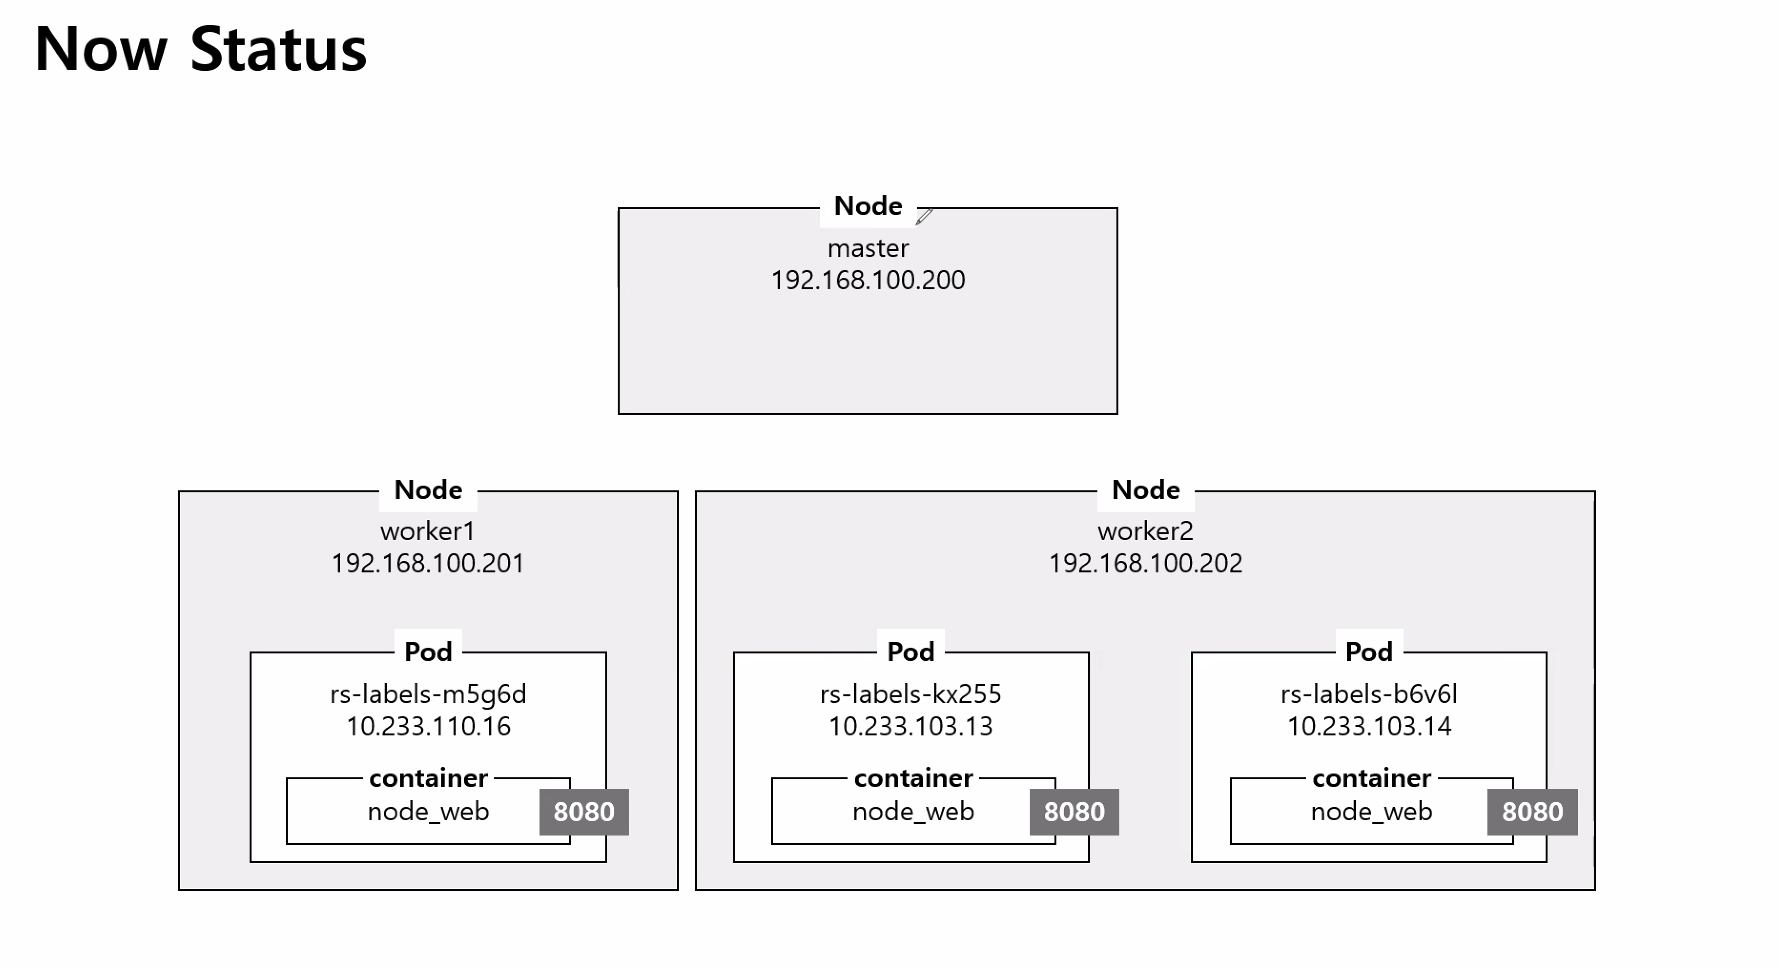 Now Status
Node
master
192.168.100.200
Node
worker1
192.168.100.201
Pod
rs-labels-m5g6d
10.233.110.16
container
node_web
8080
Node
worker2
192.168.100.202
Pod
rs-labels-kx255
10.233.103.13
container
node_web
8080
Pod
rs-labels-b6v6l
10.233.103.14
container
node_web
8080